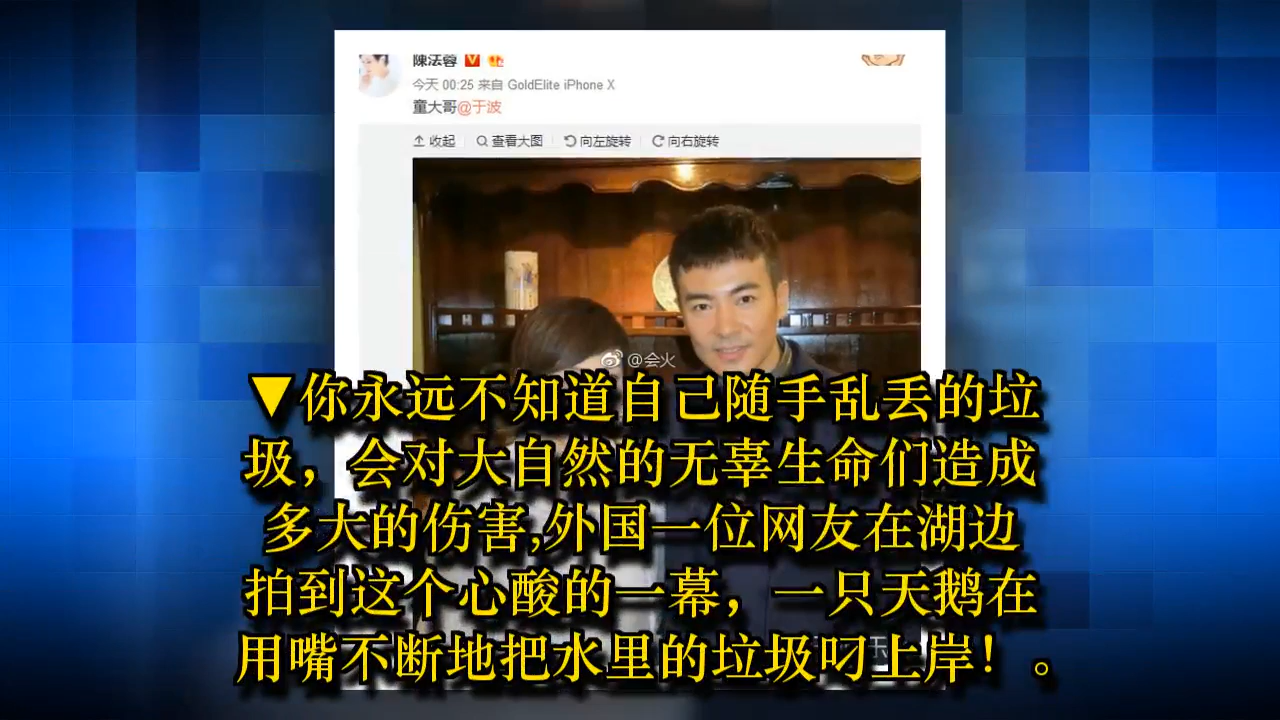 陳法蓉
今天 00:25 来自 GoldElite iPhone X
童大哥@于波
收起 查看大图 向左旋转 向右旋转
@会火
▼你永远不知道自己随手乱丢的垃
圾，会对大自然的无辜生命们造成
多大的伤害,外国一位网友在湖边
拍到这个心酸的一幕，一只天鹅在
用嘴不断地把水里的垃圾叼上岸！。